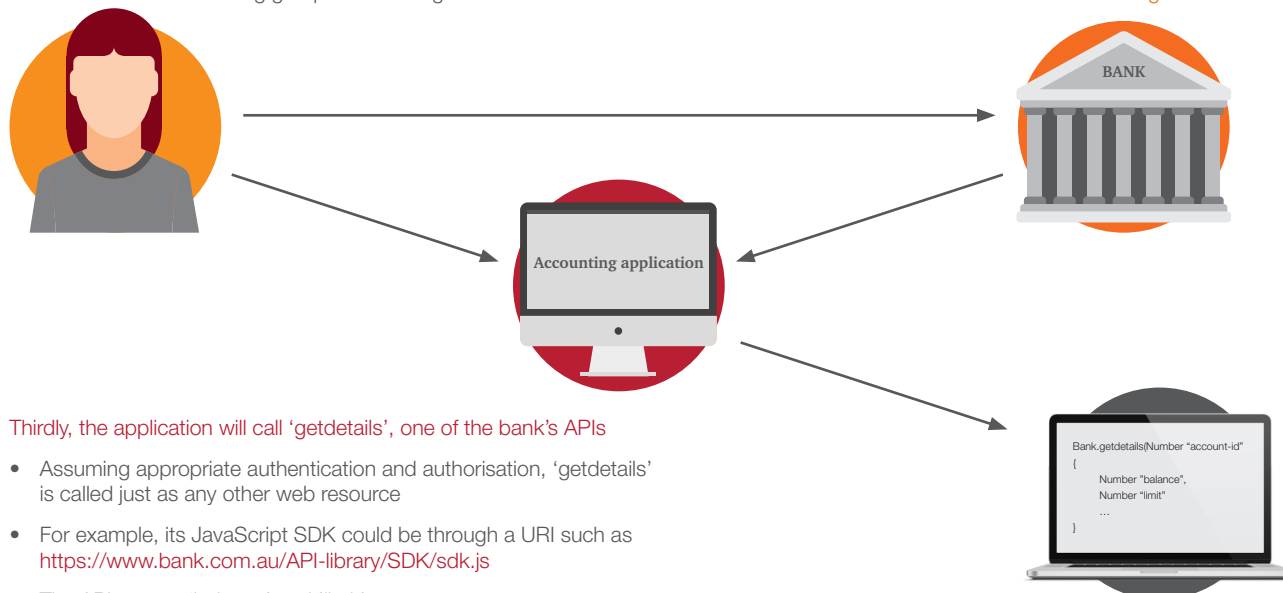 BANK
Accounting application
Thirdly, the application will call ‘getdetails’, one of the bank’s APIs
• Assuming appropriate authentication and authorisation, ‘getdetails’
is called just as any other web resource
• For example, its JavaScript SDK could be through a URI such as
https://www.bank.com.au/API-library/SDK/sdk.js
Bank.getdetails(Number “account-id”
{
Number "balance",
Number “limit”
…
}